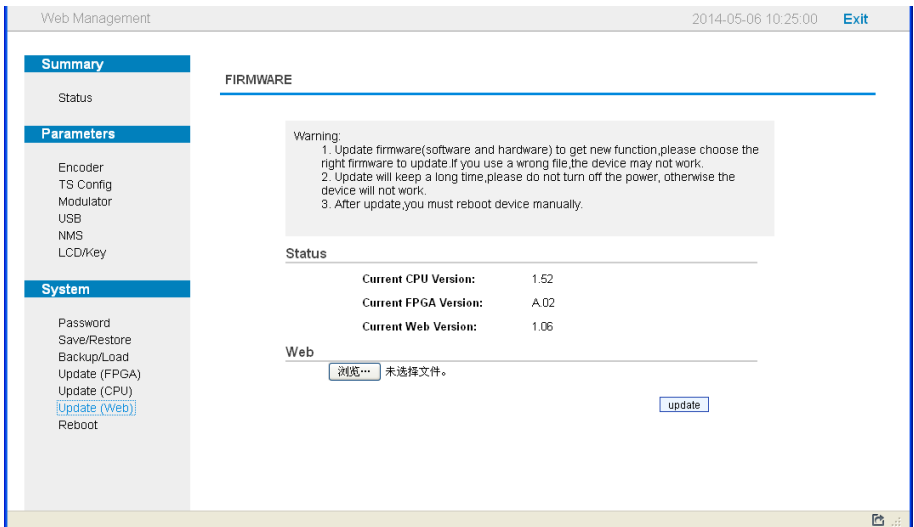 Web Management 2014-05-06 10:25:00 Exit
Summary
Status
Parameters
Encoder
TS Config
Modulator
USB
NMS
LCD/Key
System
Password
Save/Restore
Backup/Load
Update (FPGA)
Update (CPU)
Update (Web)
Reboot
FIRMWARE
Warning:
1. Update firmware(software and hardware) to get new function,please choose the
right firmware to update.If you use a wrong file,the device may not work.
2. Update will keep a long time,please do not turn off the power, otherwise the
device will not work.
3. After update,you must reboot device manually.
Status
Current CPU Version: 1.52
Current FPGA Version: A.02
Current Web Version: 1.06
Web
浏览… 未选择文件。
update